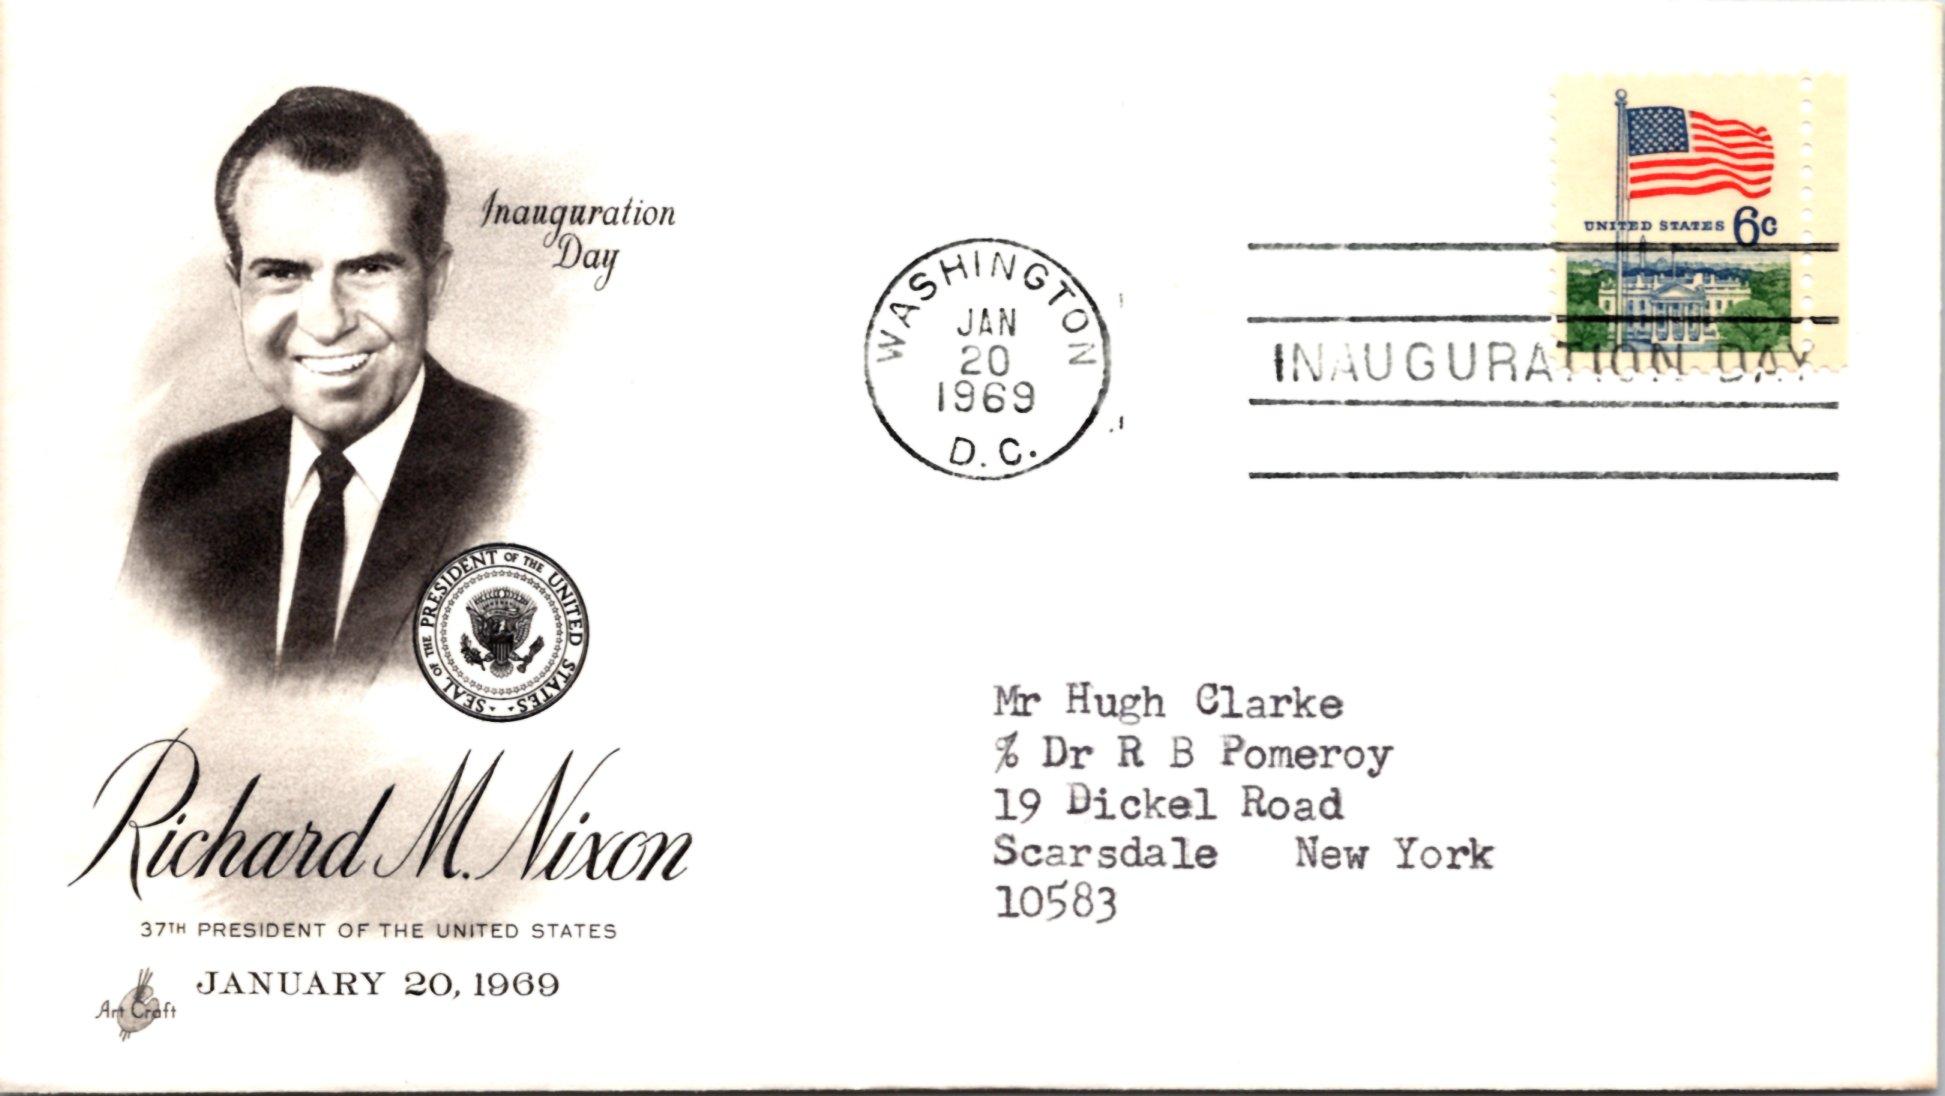 Inauguration
Day
SEAL OF THE PRESIDENT OF THE UNITED STATES
Richard M. Nixon
37TH PRESIDENT OF THE UNITED STATES
JANUARY 20, 1969
Art Craft
WASHINGTON
JAN
20
1969
D.C.
UNITED STATES 6c
INAUGURATION DAY
Mr Hugh Clarke
% Dr R B Pomeroy
19 Dickel Road
Scarsdale New York
10583